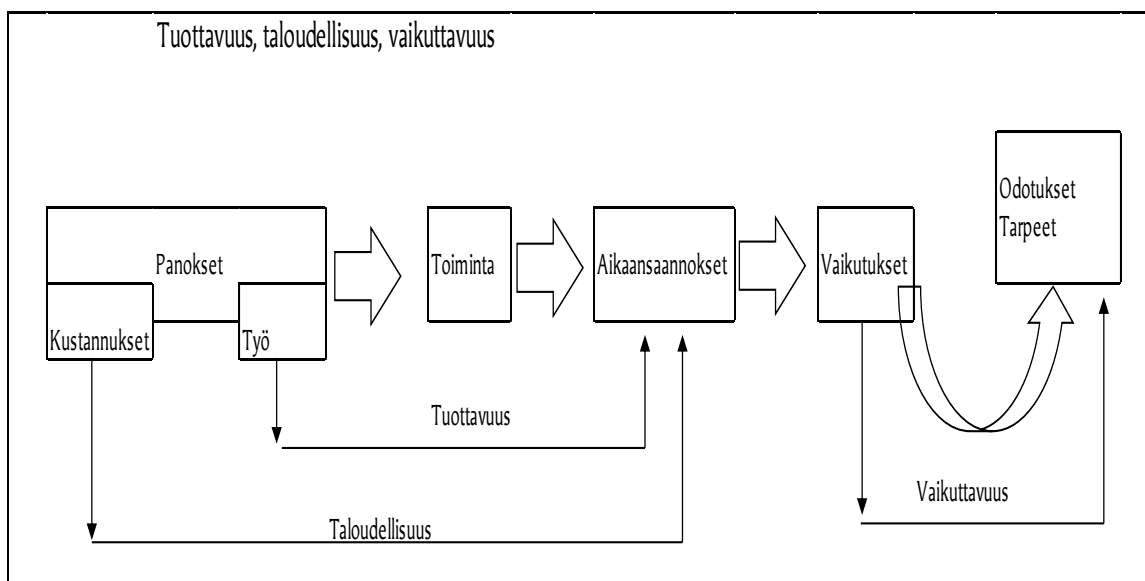 Tuottavuus, taloudellisuus, vaikuttavuus
Odotukset
Tarpeet
Panokset
Toiminta
Aikaansaannokset
Vaikutukset
Kustannukset
Työ
Tuottavuus
Vaikuttavuus
Taloudellisuus